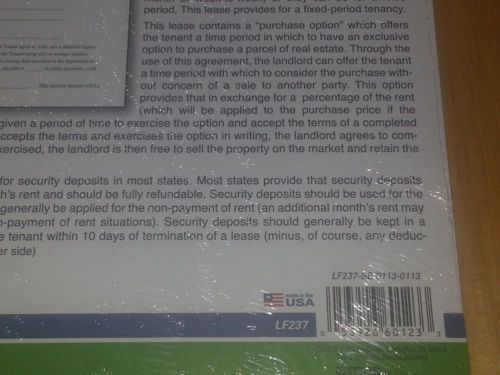 period. This lease provides for a fixed-period tenancy.
This lease contains a “purchase option” which offers
the tenant a time period in which to have an exclusive
option to purchase a parcel of real estate. Through the
use of this agreement, the landlord can offer the tenant
a time period with which to consider the purchase with-
out concern of a sale to another party. This option
provides that in exchange for a percentage of the rent
(which will be applied to the purchase price if the
given a period of time to exercise the option and accept the terms of a completed
ccepts the terms and exercises the option in writing, the landlord agrees to com-
xercised, the landlord is then free to sell the property on the market and retain the
for security deposits in most states. Most states provide that security deposits
h's rent and should be fully refundable. Security deposits should be used for the
generally be applied for the non-payment of rent (an additional month's rent may
n-payment of rent situations). Security deposits should generally be kept in a
e tenant within 10 days of termination of a lease (minus, of course, any deduc-
er side)
LF237-S8-0113-0113
made in the
USA
LF237